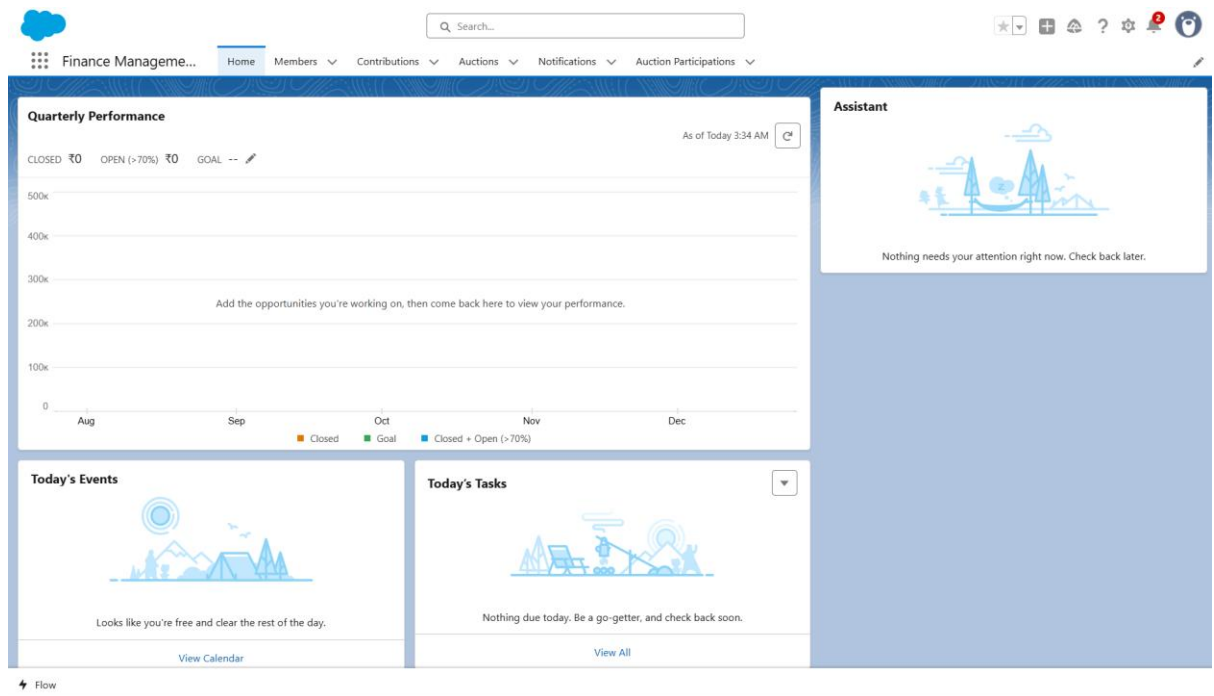 Search...
2
Finance Manageme...
Home
Members
Contributions
Auctions
Notifications
Auction Participations
Quarterly Performance
As of Today 3:34 AM
CLOSED ₹0 OPEN (>70%) ₹0 GOAL --
500K
400K
300K
Add the opportunities you're working on, then come back here to view your performance.
200K
100K
0
Aug Sep Oct Nov Dec
Closed Goal Closed + Open (>70%)
Assistant
z
Nothing needs your attention right now. Check back later.
Today's Events
Looks like you're free and clear the rest of the day.
View Calendar
Today's Tasks
Nothing due today. Be a go-getter, and check back soon.
View All
Flow